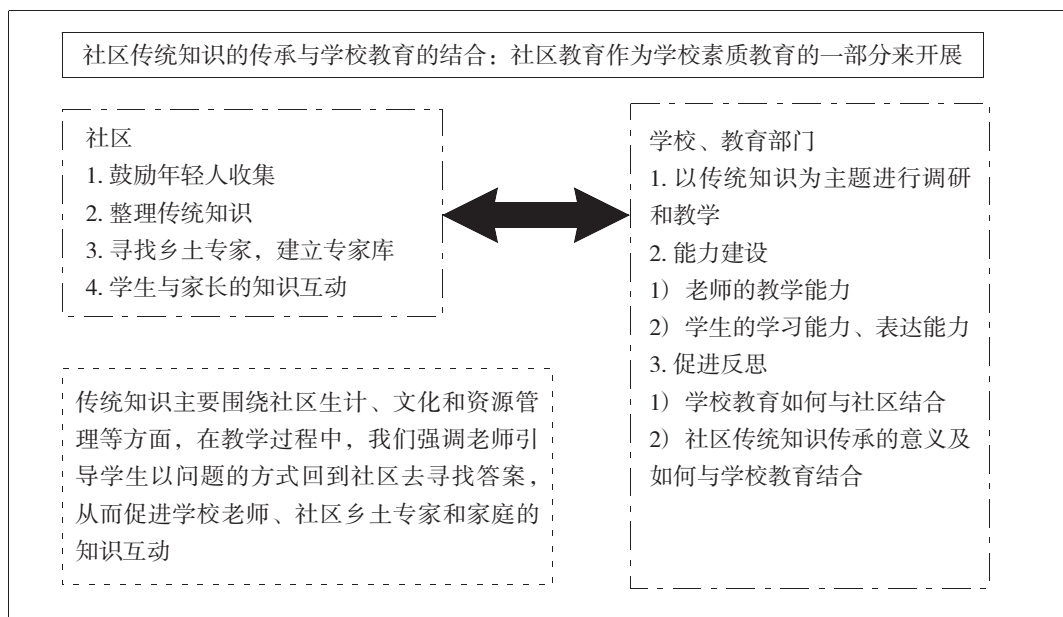 社区传统知识的传承与学校教育的结合：社区教育作为学校素质教育的一部分来开展
社区
1. 鼓励年轻人收集
2. 整理传统知识
3. 寻找乡土专家，建立专家库
4. 学生与家长的知识互动
传统知识主要围绕社区生计、文化和资源管
理等方面，在教学过程中，我们强调老师引
导学生以问题的方式回到社区去寻找答案，
从而促进学校老师、社区乡土专家和家庭的
知识互动
学校、教育部门
1. 以传统知识为主题进行调研
和教学
2. 能力建设
1）老师的教学能力
2）学生的学习能力、表达能力
3. 促进反思
1）学校教育如何与社区结合
2）社区传统知识传承的意义及
如何与学校教育结合